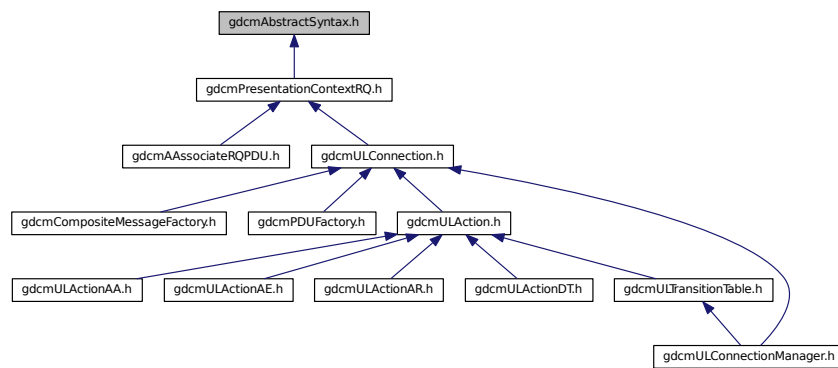 gdcmAbstractSyntax.h
gdcmPresentationContextRQ.h
gdcmAAssociateRQPDU.h
gdcmULConnection.h
gdcmCompositeMessageFactory.h
gdcmPDUFactory.h
gdcmULAction.h
gdcmULActionAA.h
gdcmULActionAE.h
gdcmULActionAR.h
gdcmULActionDT.h
gdcmULTransitionTable.h
gdcmULConnectionManager.h